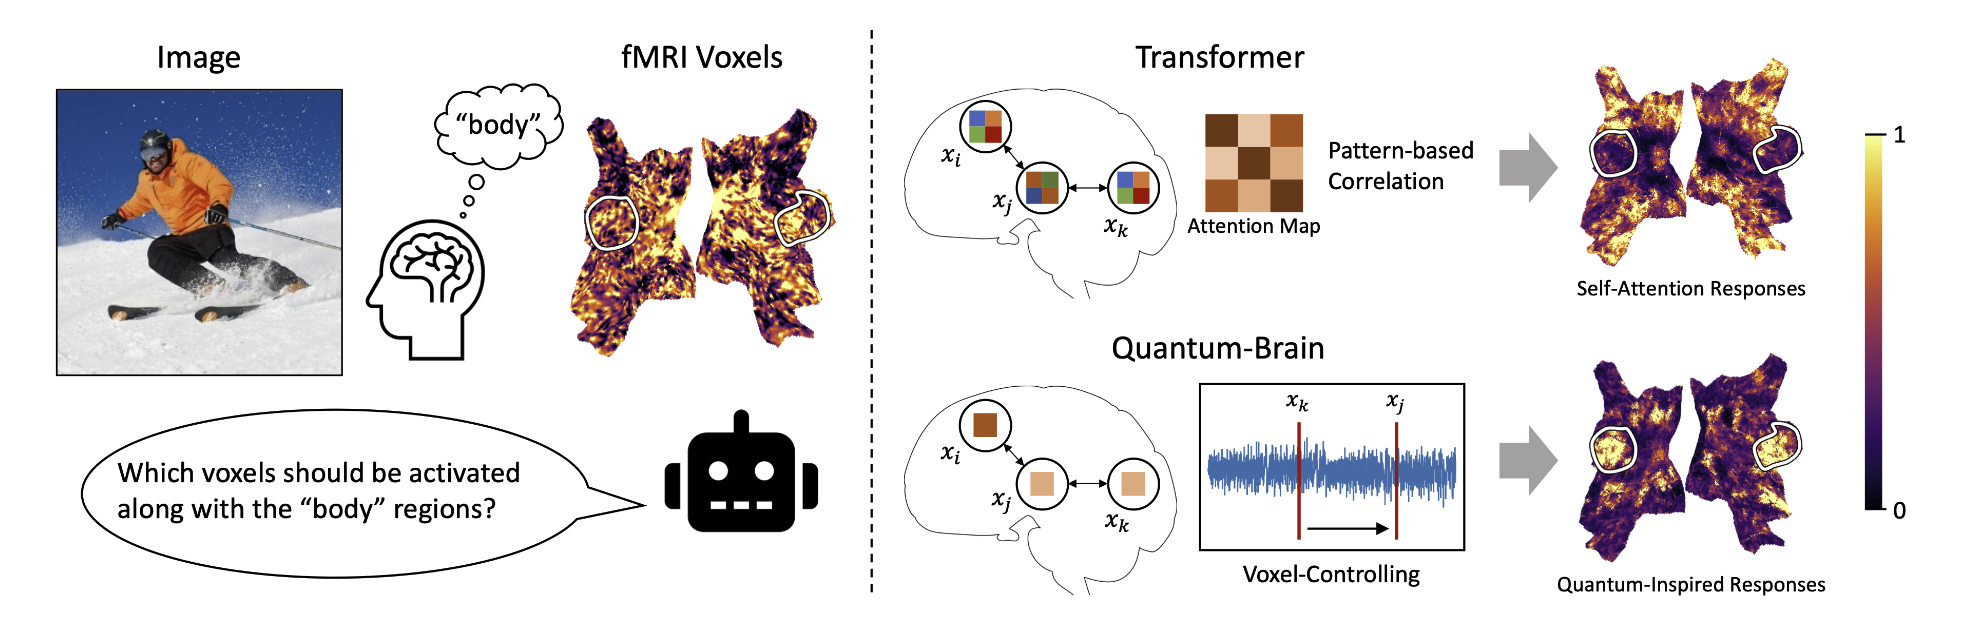 Image
fMRI Voxels
“body”
Which voxels should be activated
along with the “body” regions?
Transformer
x_i
x_j
x_k
Attention Map
Pattern-based
Correlation
Self-Attention Responses
Quantum-Brain
x_i
x_j
x_k
x_k
x_j
Voxel-Controlling
Quantum-Inspired Responses
1
0